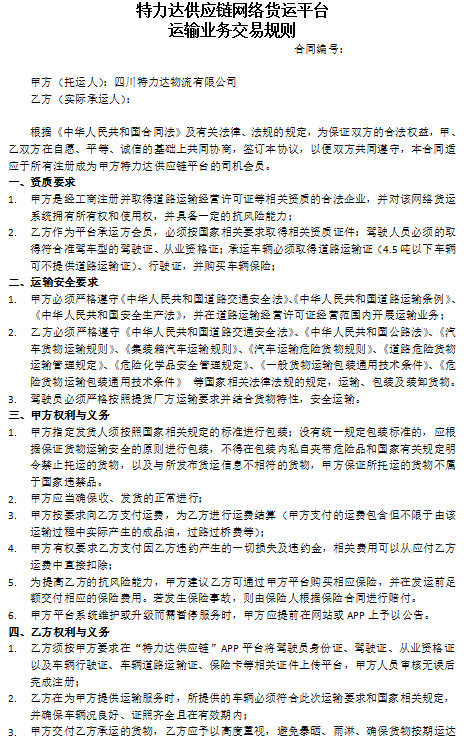 特力达供应链网络货运平台
运输业务交易规则
合同编号：
甲方（托运人）：四川特力达物流有限公司
乙方（实际承运人）：
根据《中华人民共和国合同法》及有关法律、法规的规定，为保证双方的合法权益，甲、
乙双方在自愿、平等、诚信的基础上共同协商，签订本协议，以便双方共同遵守，本合同适
应于所有注册成为甲方特力达供应链平台的司机会员。
一、资质要求
1. 甲方是经工商注册并取得道路运输经营许可证等相关资质的合法企业，并对该网络货运
系统拥有所有权和使用权，并具备一定的抗风险能力；
2. 乙方作为平台承运方会员，必须按国家相关要求取得相关资质证件：驾驶人员必须的取
得符合准驾车型的驾驶证、从业资格证；承运车辆必须取得道路运输证（4.5 吨以下车辆
可不提供道路运输证）、行驶证，并购买车辆保险；
二、运输安全要求
1. 甲方必须严格遵守《中华人民共和国道路交通安全法》、《中华人民共和国道路运输条例》、
《中华人民共和国安全生产法》，并在道路运输经营许可证经营范围内开展运输业务；
2. 乙方必须严格遵守《中华人民共和国道路交通安全法》、《中华人民共和国公路法》、《汽
车货物运输规则》、《集装箱汽车运输规则》、《汽车运输危险货物规则》、《道路危险货物
运输管理规定》、《危险化学品安全管理规定》、《一般货物运输包装通用技术条件》、《危
险货物运输包装通用技术条件》 等国家相关法律法规的规定，运输、包装及装卸货物。
3. 驾驶员必须严格按照提货厂方运输要求并结合货物特性，安全运输。
三、甲方权利与义务
1. 甲方指定发货人须按照国家相关规定的标准进行包装；没有统一规定包装标准的，应根
据保证货物运输安全的原则进行包装，不得在包装内私自夹带危险品和国家有关规定明
令禁止托运的货物，以及与所发布货运信息不相符的货物，甲方保证所托运的货物不属
于国家违禁品。
2. 甲方应当确保收、发货的正常进行；
3. 甲方按要求向乙方支付运费，为乙方进行运费结算（甲方支付的运费包含但不限于由该
运输过程中实际产生的成品油，过路过桥费等）；
4. 甲方有权要求乙方支付因乙方违约产生的一切损失及违约金，相关费用可以从应付乙方
运费中直接扣除；
5. 为提高乙方的抗风险能力，甲方建议乙方可通过甲方平台购买相应保险，并在发运前足
额交付相应的保险费用。若发生保险事故，则由保险人根据保险合同进行赔付。
6. 甲方平台系统维护或升级而需暂停服务时，甲方应提前在网站或 APP 上予以公告。
四、乙方权利与义务
1. 乙方须按甲方要求在“特力达供应链”APP 平台将驾驶员身份证、驾驶证、从业资格证
以及车辆行驶证、车辆道路运输证、保险卡等相关证件上传平台，甲方人员审核无误后
完成注册；
2. 乙方在为甲方提供运输服务时，所提供的车辆必须符合此次运输要求和国家相关规定，
并确保车辆况良好、证照齐全且在有效期内；
3. 甲方交付乙方承运的货物，乙方应予以高度重视，避免暴晒、雨淋、确保货物按期运达